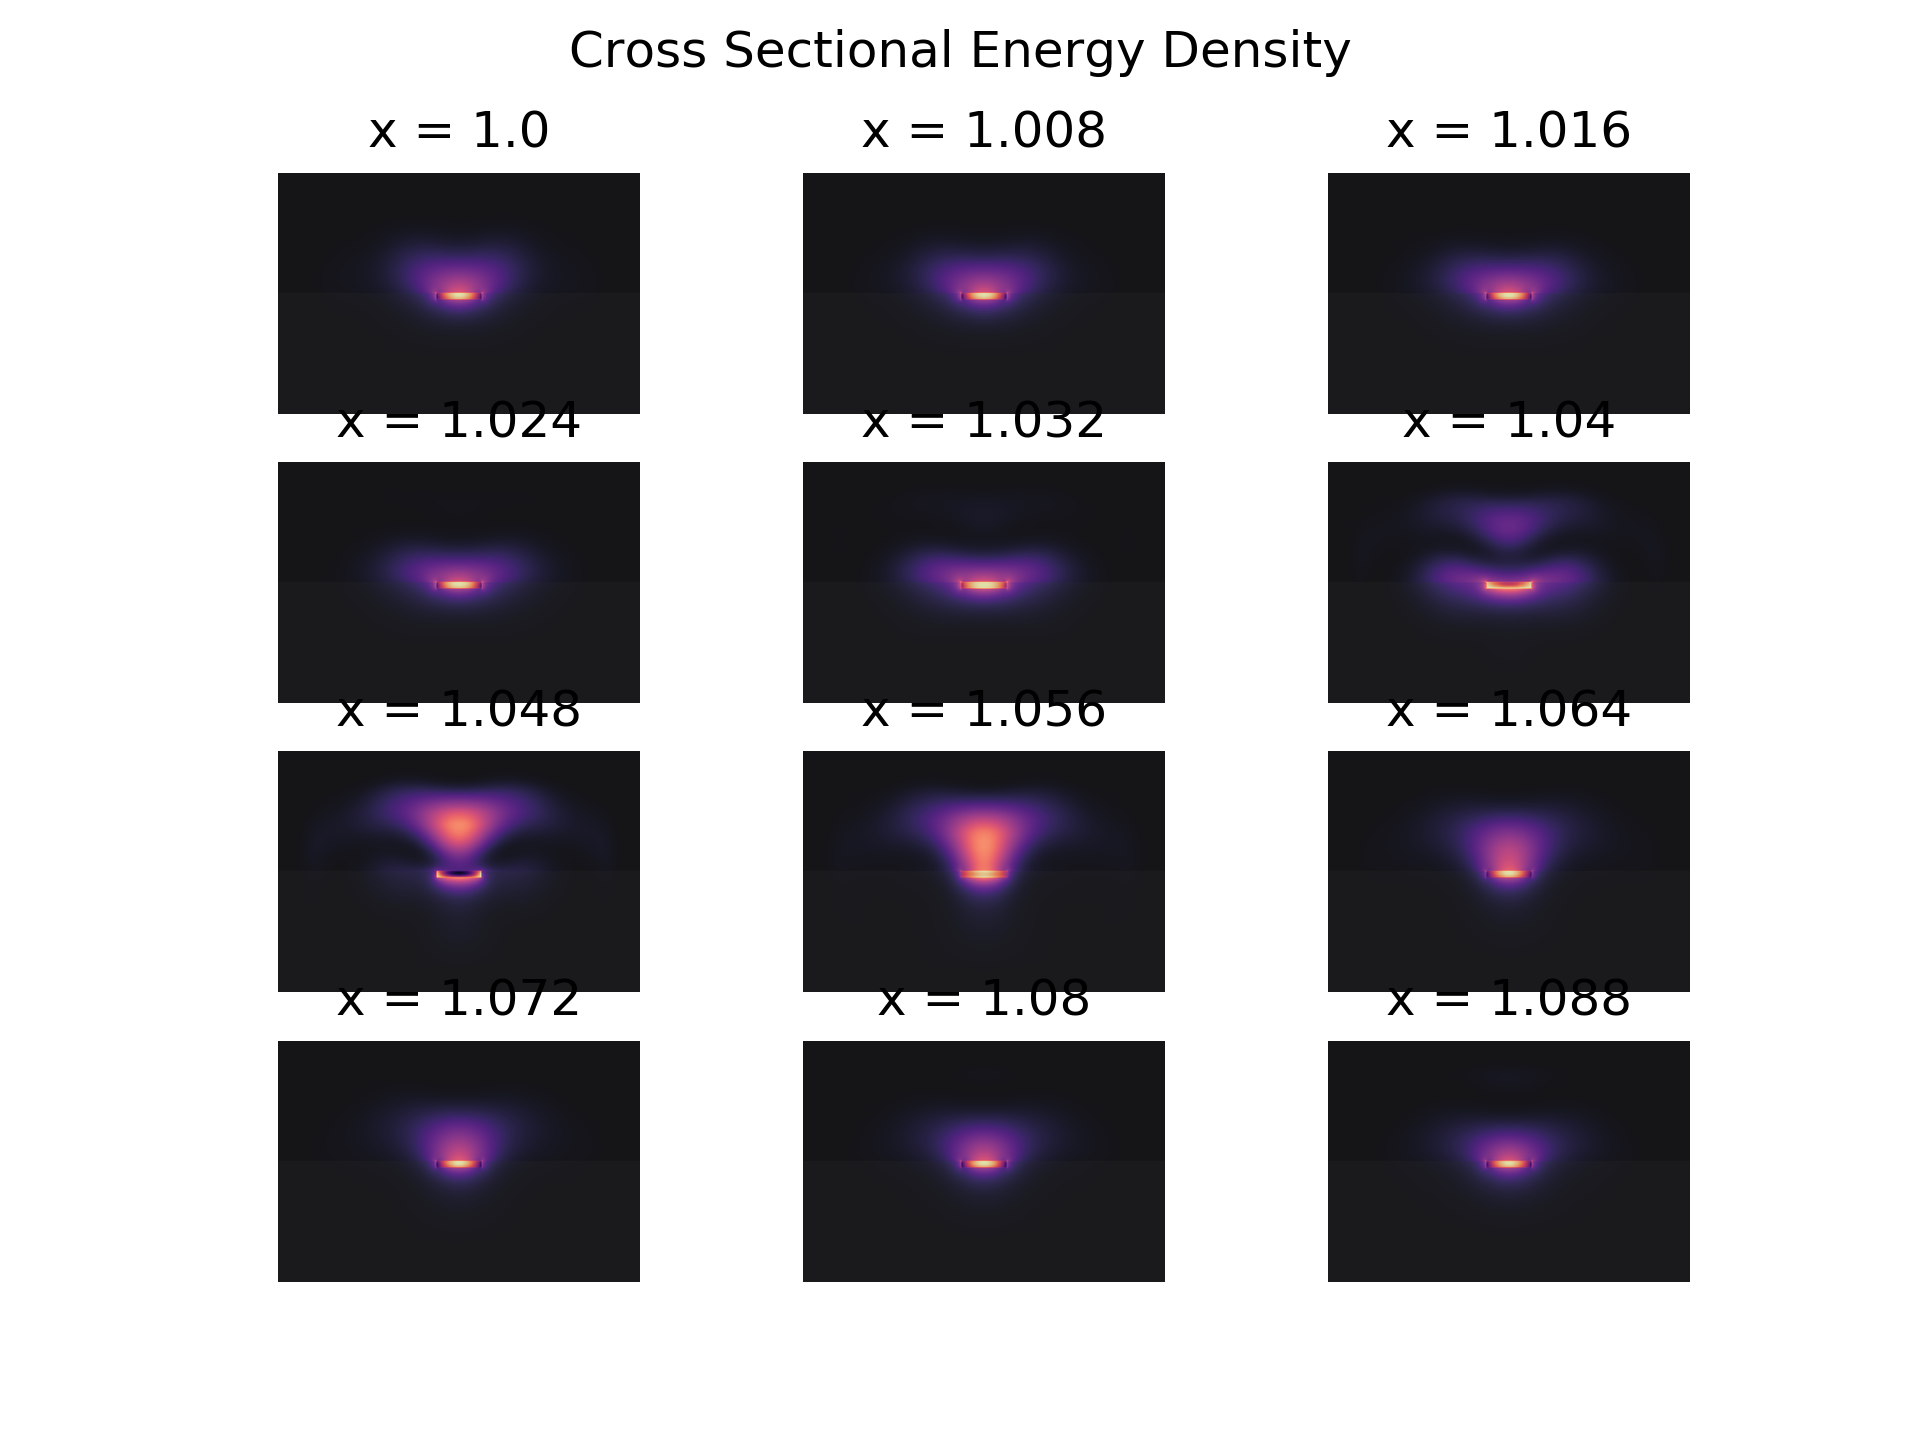 Cross Sectional Energy Density
x = 1.0
x = 1.008
x = 1.016
x = 1.024
x = 1.032
x = 1.04
x = 1.048
x = 1.056
x = 1.064
x = 1.072
x = 1.08
x = 1.088